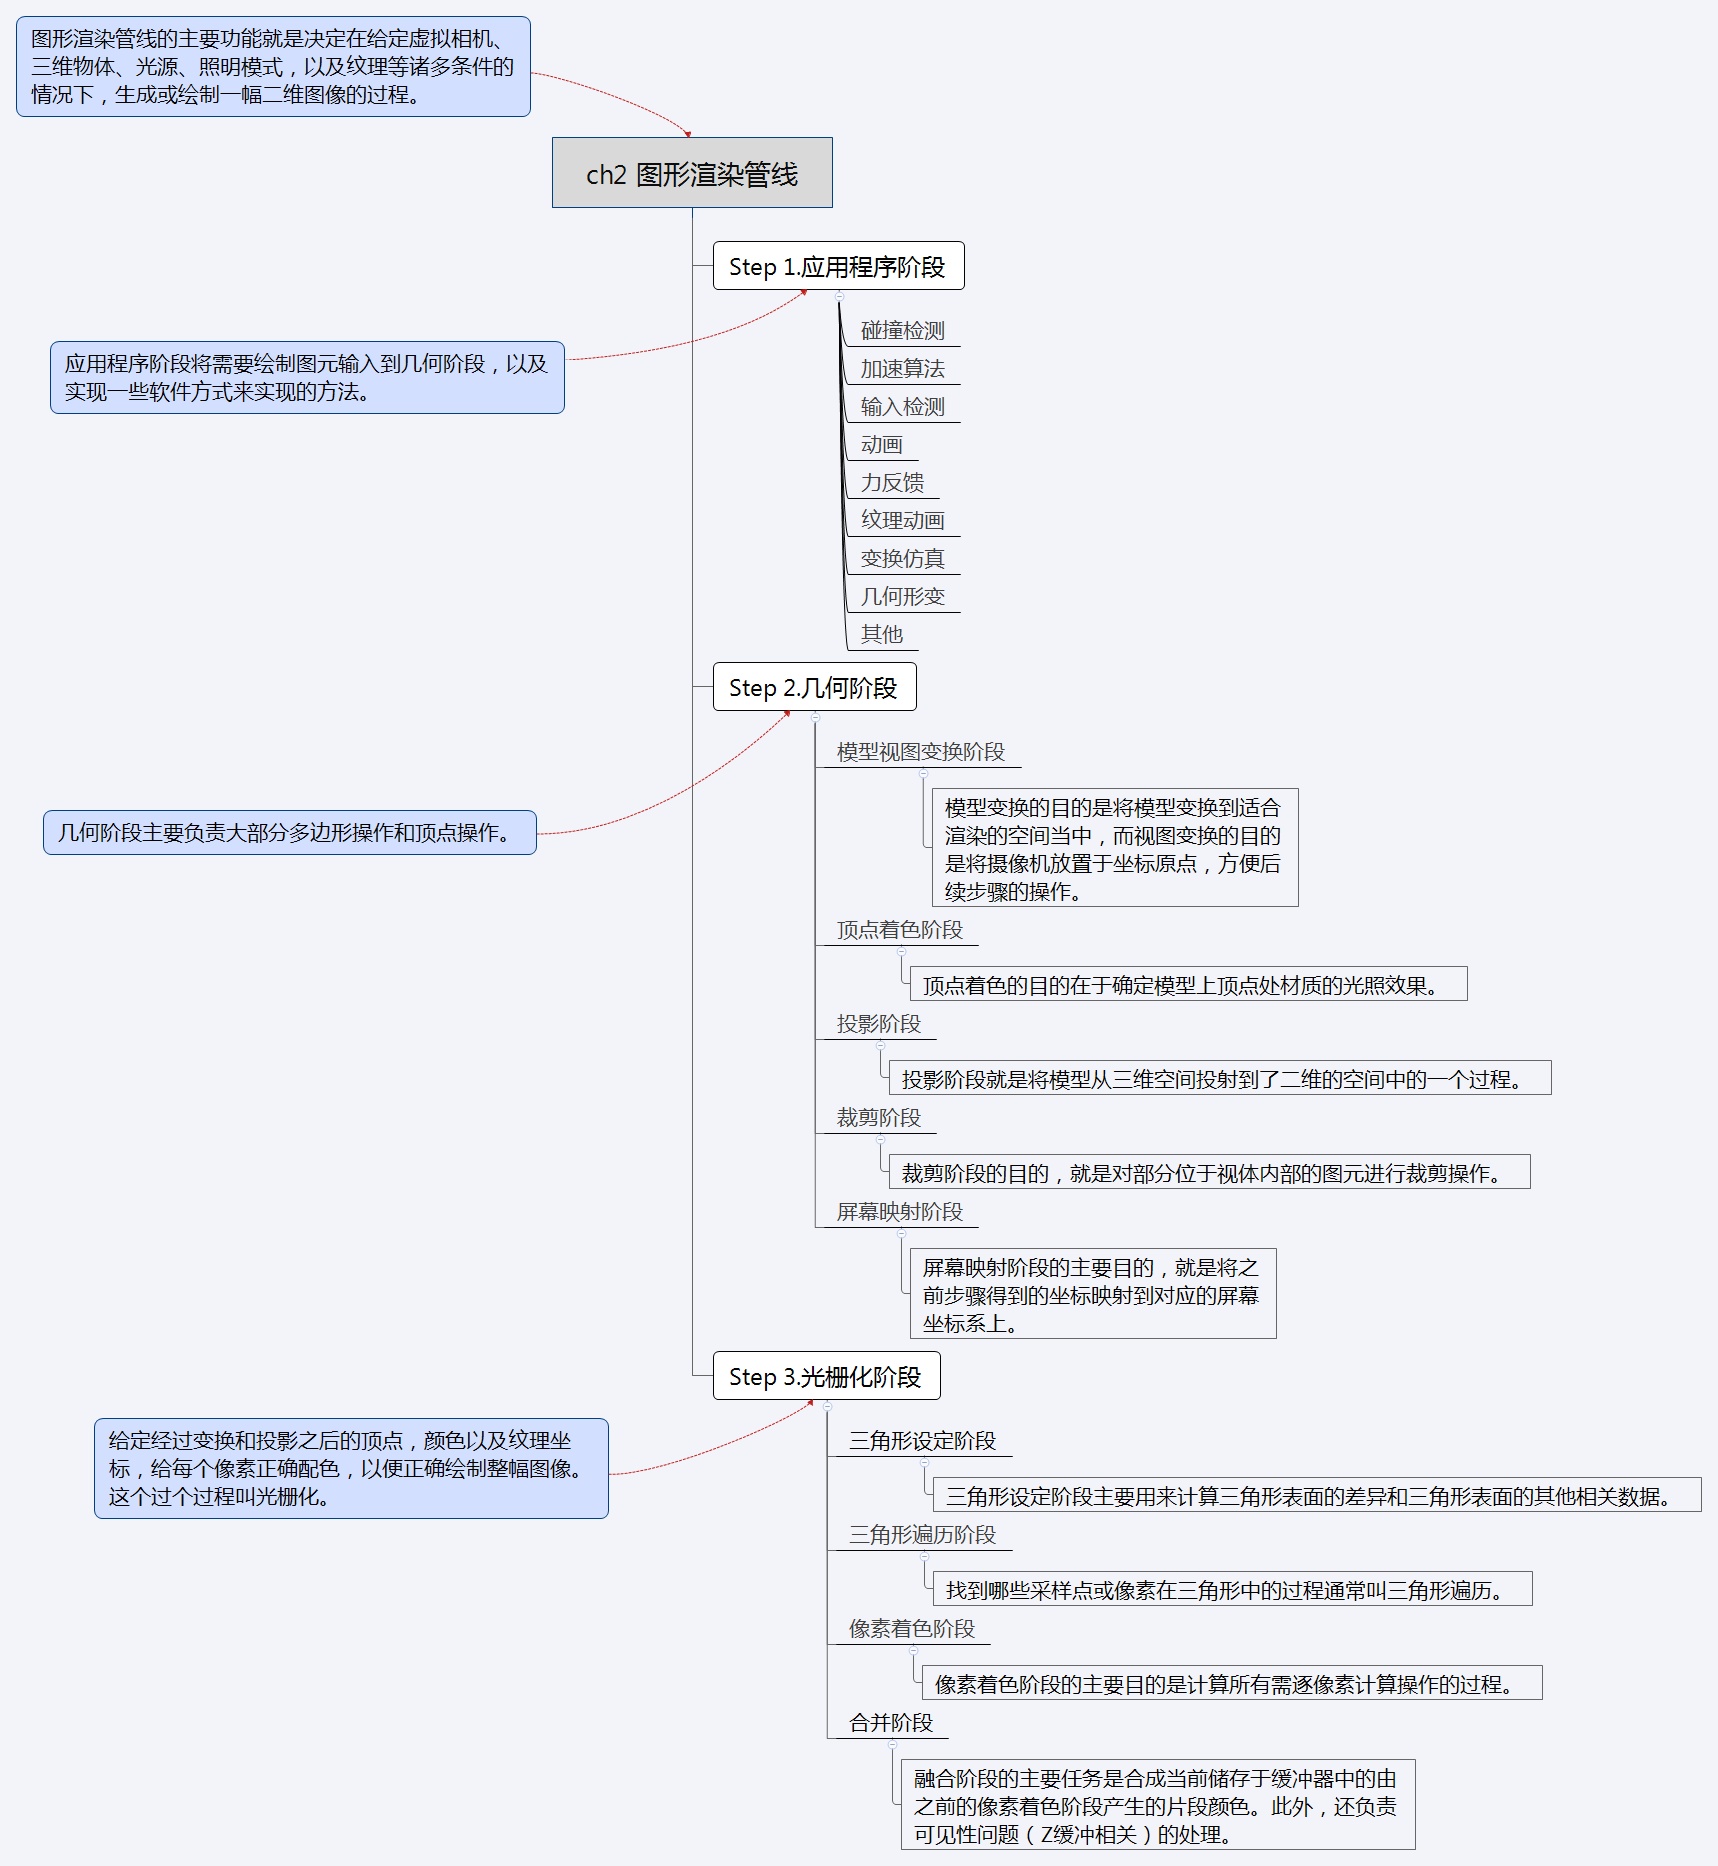 图形渲染管线的主要功能就是决定在给定虚拟相机、
三维物体、光源、照明模式，以及纹理等诸多条件的
情况下，生成或绘制一幅二维图像的过程。
ch2 图形渲染管线
Step 1.应用程序阶段
应用程序阶段将需要绘制图元输入到几何阶段，以及
实现一些软件方式来实现的方法。
碰撞检测
加速算法
输入检测
动画
力反馈
纹理动画
变换仿真
几何形变
其他
Step 2.几何阶段
几何阶段主要负责大部分多边形操作和顶点操作。
模型视图变换阶段
模型变换的目的是将模型变换到适合
渲染的空间当中，而视图变换的目的
是将摄像机放置于坐标原点，方便后
续步骤的操作。
顶点着色阶段
顶点着色的目的在于确定模型上顶点处材质的光照效果。
投影阶段
投影阶段就是将模型从三维空间投射到了二维的空间中的一个过程。
裁剪阶段
裁剪阶段的目的，就是对部分位于视体内部的图元进行裁剪操作。
屏幕映射阶段
屏幕映射阶段的主要目的，就是将之
前步骤得到的坐标映射到对应的屏幕
坐标系上。
Step 3.光栅化阶段
给定经过变换和投影之后的顶点，颜色以及纹理坐
标，给每个像素正确配色，以便正确绘制整幅图像。
这个过个过程叫光栅化。
三角形设定阶段
三角形设定阶段主要用来计算三角形表面的差异和三角形表面的其他相关数据。
三角形遍历阶段
找到哪些采样点或像素在三角形中的过程通常叫三角形遍历。
像素着色阶段
像素着色阶段的主要目的是计算所有需逐像素计算操作的过程。
合并阶段
融合阶段的主要任务是合成当前储存于缓冲器中的由
之前的像素着色阶段产生的片段颜色。此外，还负责
可见性问题（Z缓冲相关）的处理。